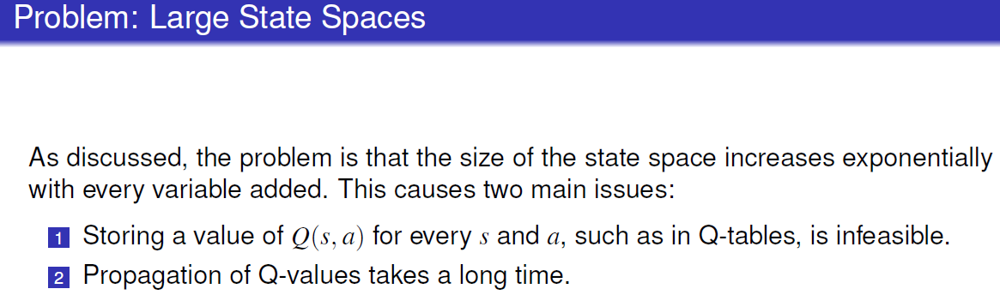 Problem: Large State Spaces
As discussed, the problem is that the size of the state space increases exponentially
with every variable added. This causes two main issues:
1 Storing a value of Q(s, a) for every s and a, such as in Q-tables, is infeasible.
2 Propagation of Q-values takes a long time.